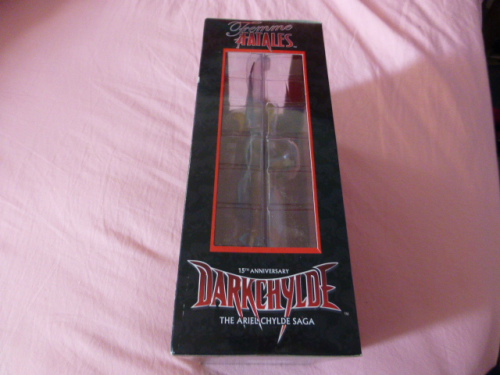 Femme
FATALES
15TH ANNIVERSARY
DARKCHYLDE
THE ARIEL CHYLDE SAGA